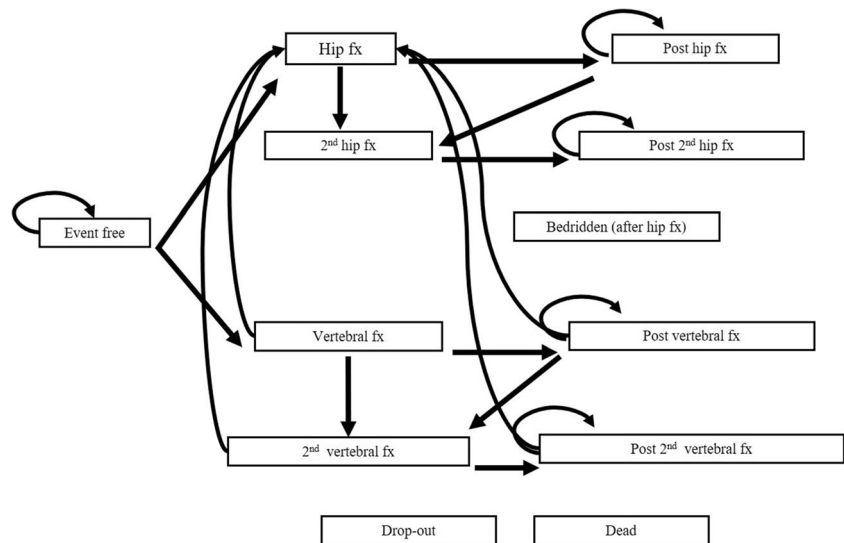 Hip fx
Post hip fx
2nd hip fx
Post 2nd hip fx
Event free
Bedridden (after hip fx)
Vertebral fx
Post vertebral fx
2nd vertebral fx
Post 2nd vertebral fx
Drop-out
Dead